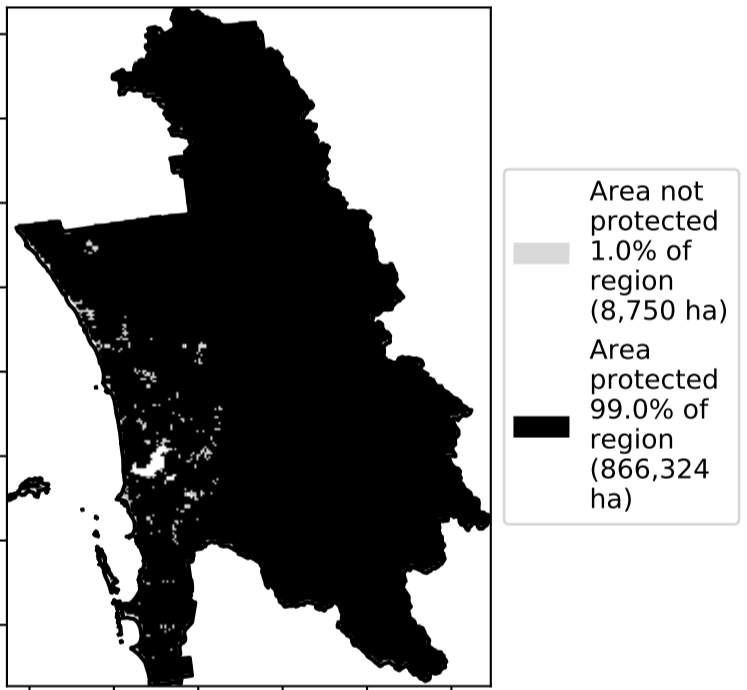 Area not
protected
1.0% of
region
(8,750 ha)
Area
protected
99.0% of
region
(866,324
ha)